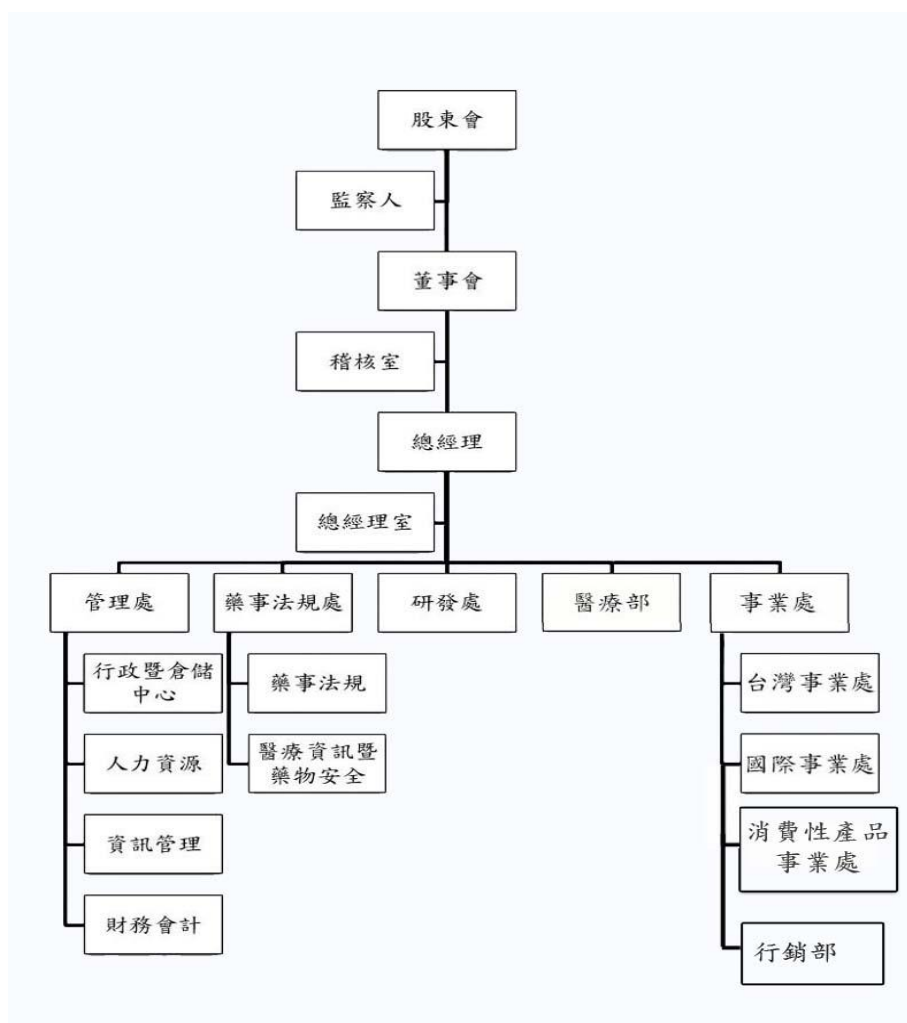 股東會
監察人
董事會
稽核室
總經理
總經理室
管理處
藥事法規處
研發處
醫療部
事業處
行政暨倉儲
中心
人力資源
資訊管理
財務會計
藥事法規
醫療資訊暨
藥物安全
台灣事業處
國際事業處
消費性產品
事業處
行銷部